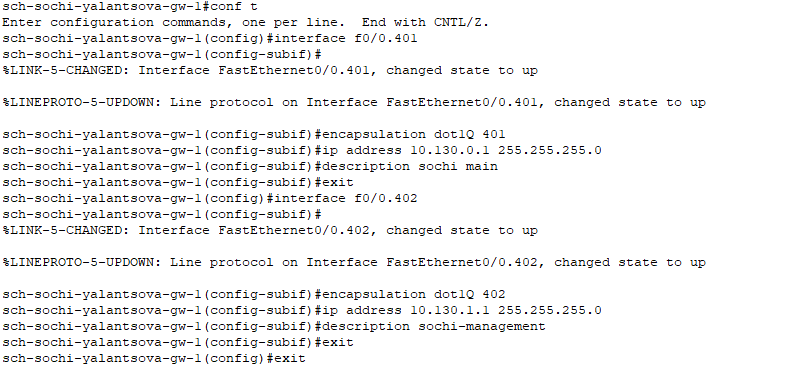 sch-sochi-yalantsova-gw-1#conf t
Enter configuration commands, one per line.  End with CNTL/Z.
sch-sochi-yalantsova-gw-1(config)#interface f0/0.401
sch-sochi-yalantsova-gw-1(config-subif)#
%LINK-5-CHANGED: Interface FastEthernet0/0.401, changed state to up
%LINEPROTO-5-UPDOWN: Line protocol on Interface FastEthernet0/0.401, changed state to up
sch-sochi-yalantsova-gw-1(config-subif)#encapsulation dot1Q 401
sch-sochi-yalantsova-gw-1(config-subif)#ip address 10.130.0.1 255.255.255.0
sch-sochi-yalantsova-gw-1(config-subif)#description sochi main
sch-sochi-yalantsova-gw-1(config-subif)#exit
sch-sochi-yalantsova-gw-1(config)#interface f0/0.402
sch-sochi-yalantsova-gw-1(config-subif)#
%LINK-5-CHANGED: Interface FastEthernet0/0.402, changed state to up
%LINEPROTO-5-UPDOWN: Line protocol on Interface FastEthernet0/0.402, changed state to up
sch-sochi-yalantsova-gw-1(config-subif)#encapsulation dot1Q 402
sch-sochi-yalantsova-gw-1(config-subif)#ip address 10.130.1.1 255.255.255.0
sch-sochi-yalantsova-gw-1(config-subif)#description sochi-management
sch-sochi-yalantsova-gw-1(config-subif)#exit
sch-sochi-yalantsova-gw-1(config)#exit